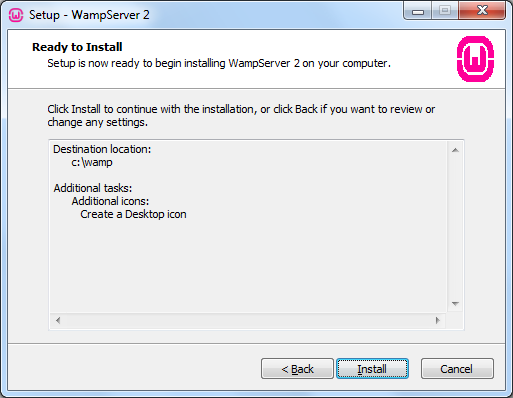 Setup - WampServer 2
Ready to Install
Setup is now ready to begin installing WampServer 2 on your computer.
Click Install to continue with the installation, or click Back if you want to review or
change any settings.
Destination location:
c:\wamp
Additional tasks:
Additional icons:
Create a Desktop icon
< Back
Install
Cancel